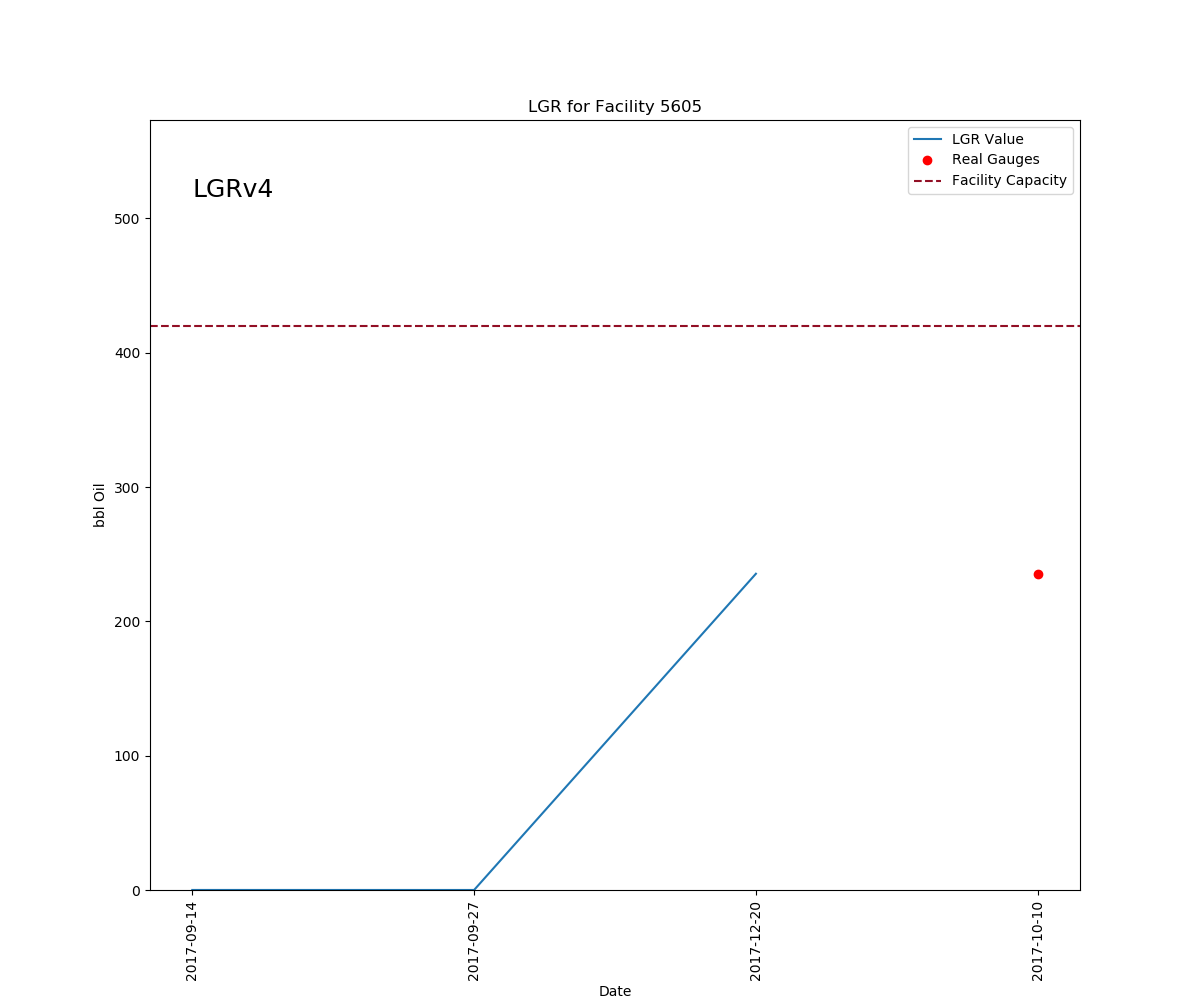 LGR for Facility 5605
LGRv4
LGR Value
Real Gauges
Facility Capacity
500
400
300
200
100
0
bbl Oil
2017-09-14
2017-09-27
2017-12-20
2017-10-10
Date